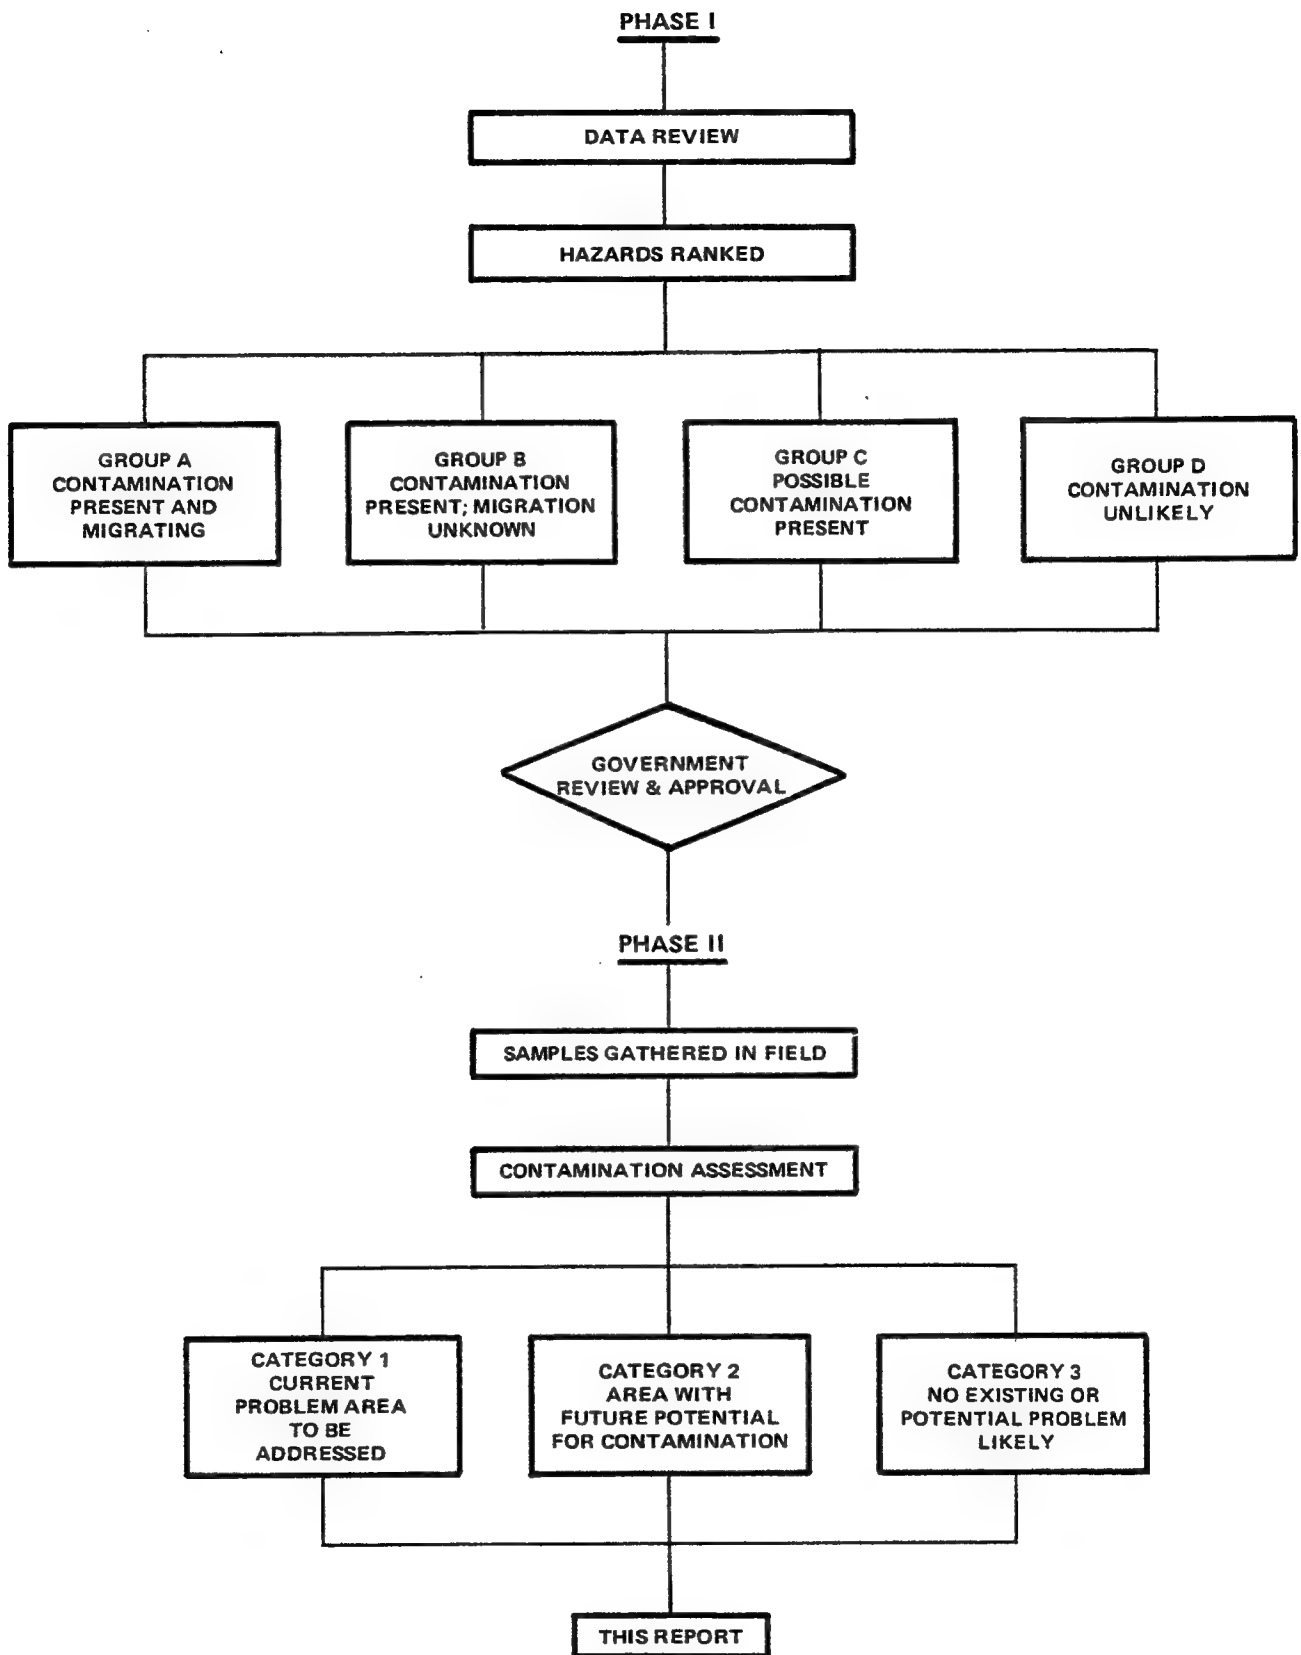 PHASE I
DATA REVIEW
HAZARDS RANKED
GROUP A
CONTAMINATION
PRESENT AND
MIGRATING
GROUP B
CONTAMINATION
PRESENT; MIGRATION
UNKNOWN
GROUP C
POSSIBLE
CONTAMINATION
PRESENT
GROUP D
CONTAMINATION
UNLIKELY
GOVERNMENT
REVIEW & APPROVAL
PHASE II
SAMPLES GATHERED IN FIELD
CONTAMINATION ASSESSMENT
CATEGORY 1
CURRENT
PROBLEM AREA
TO BE
ADDRESSED
CATEGORY 2
AREA WITH
FUTURE POTENTIAL
FOR CONTAMINATION
CATEGORY 3
NO EXISTING OR
POTENTIAL PROBLEM
LIKELY
THIS REPORT